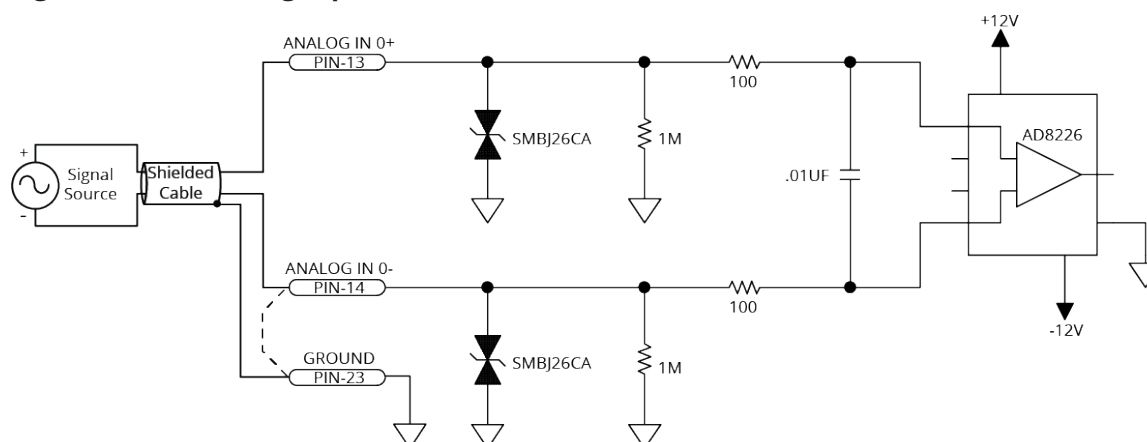 +12V
ANALOG IN 0+
PIN-13
100
SMBJ26CA
1M
AD8226
+
Signal
Source
-
Shielded
Cable
.01UF
ANALOG IN 0-
PIN-14
100
-12V
GROUND
PIN-23
SMBJ26CA
1M